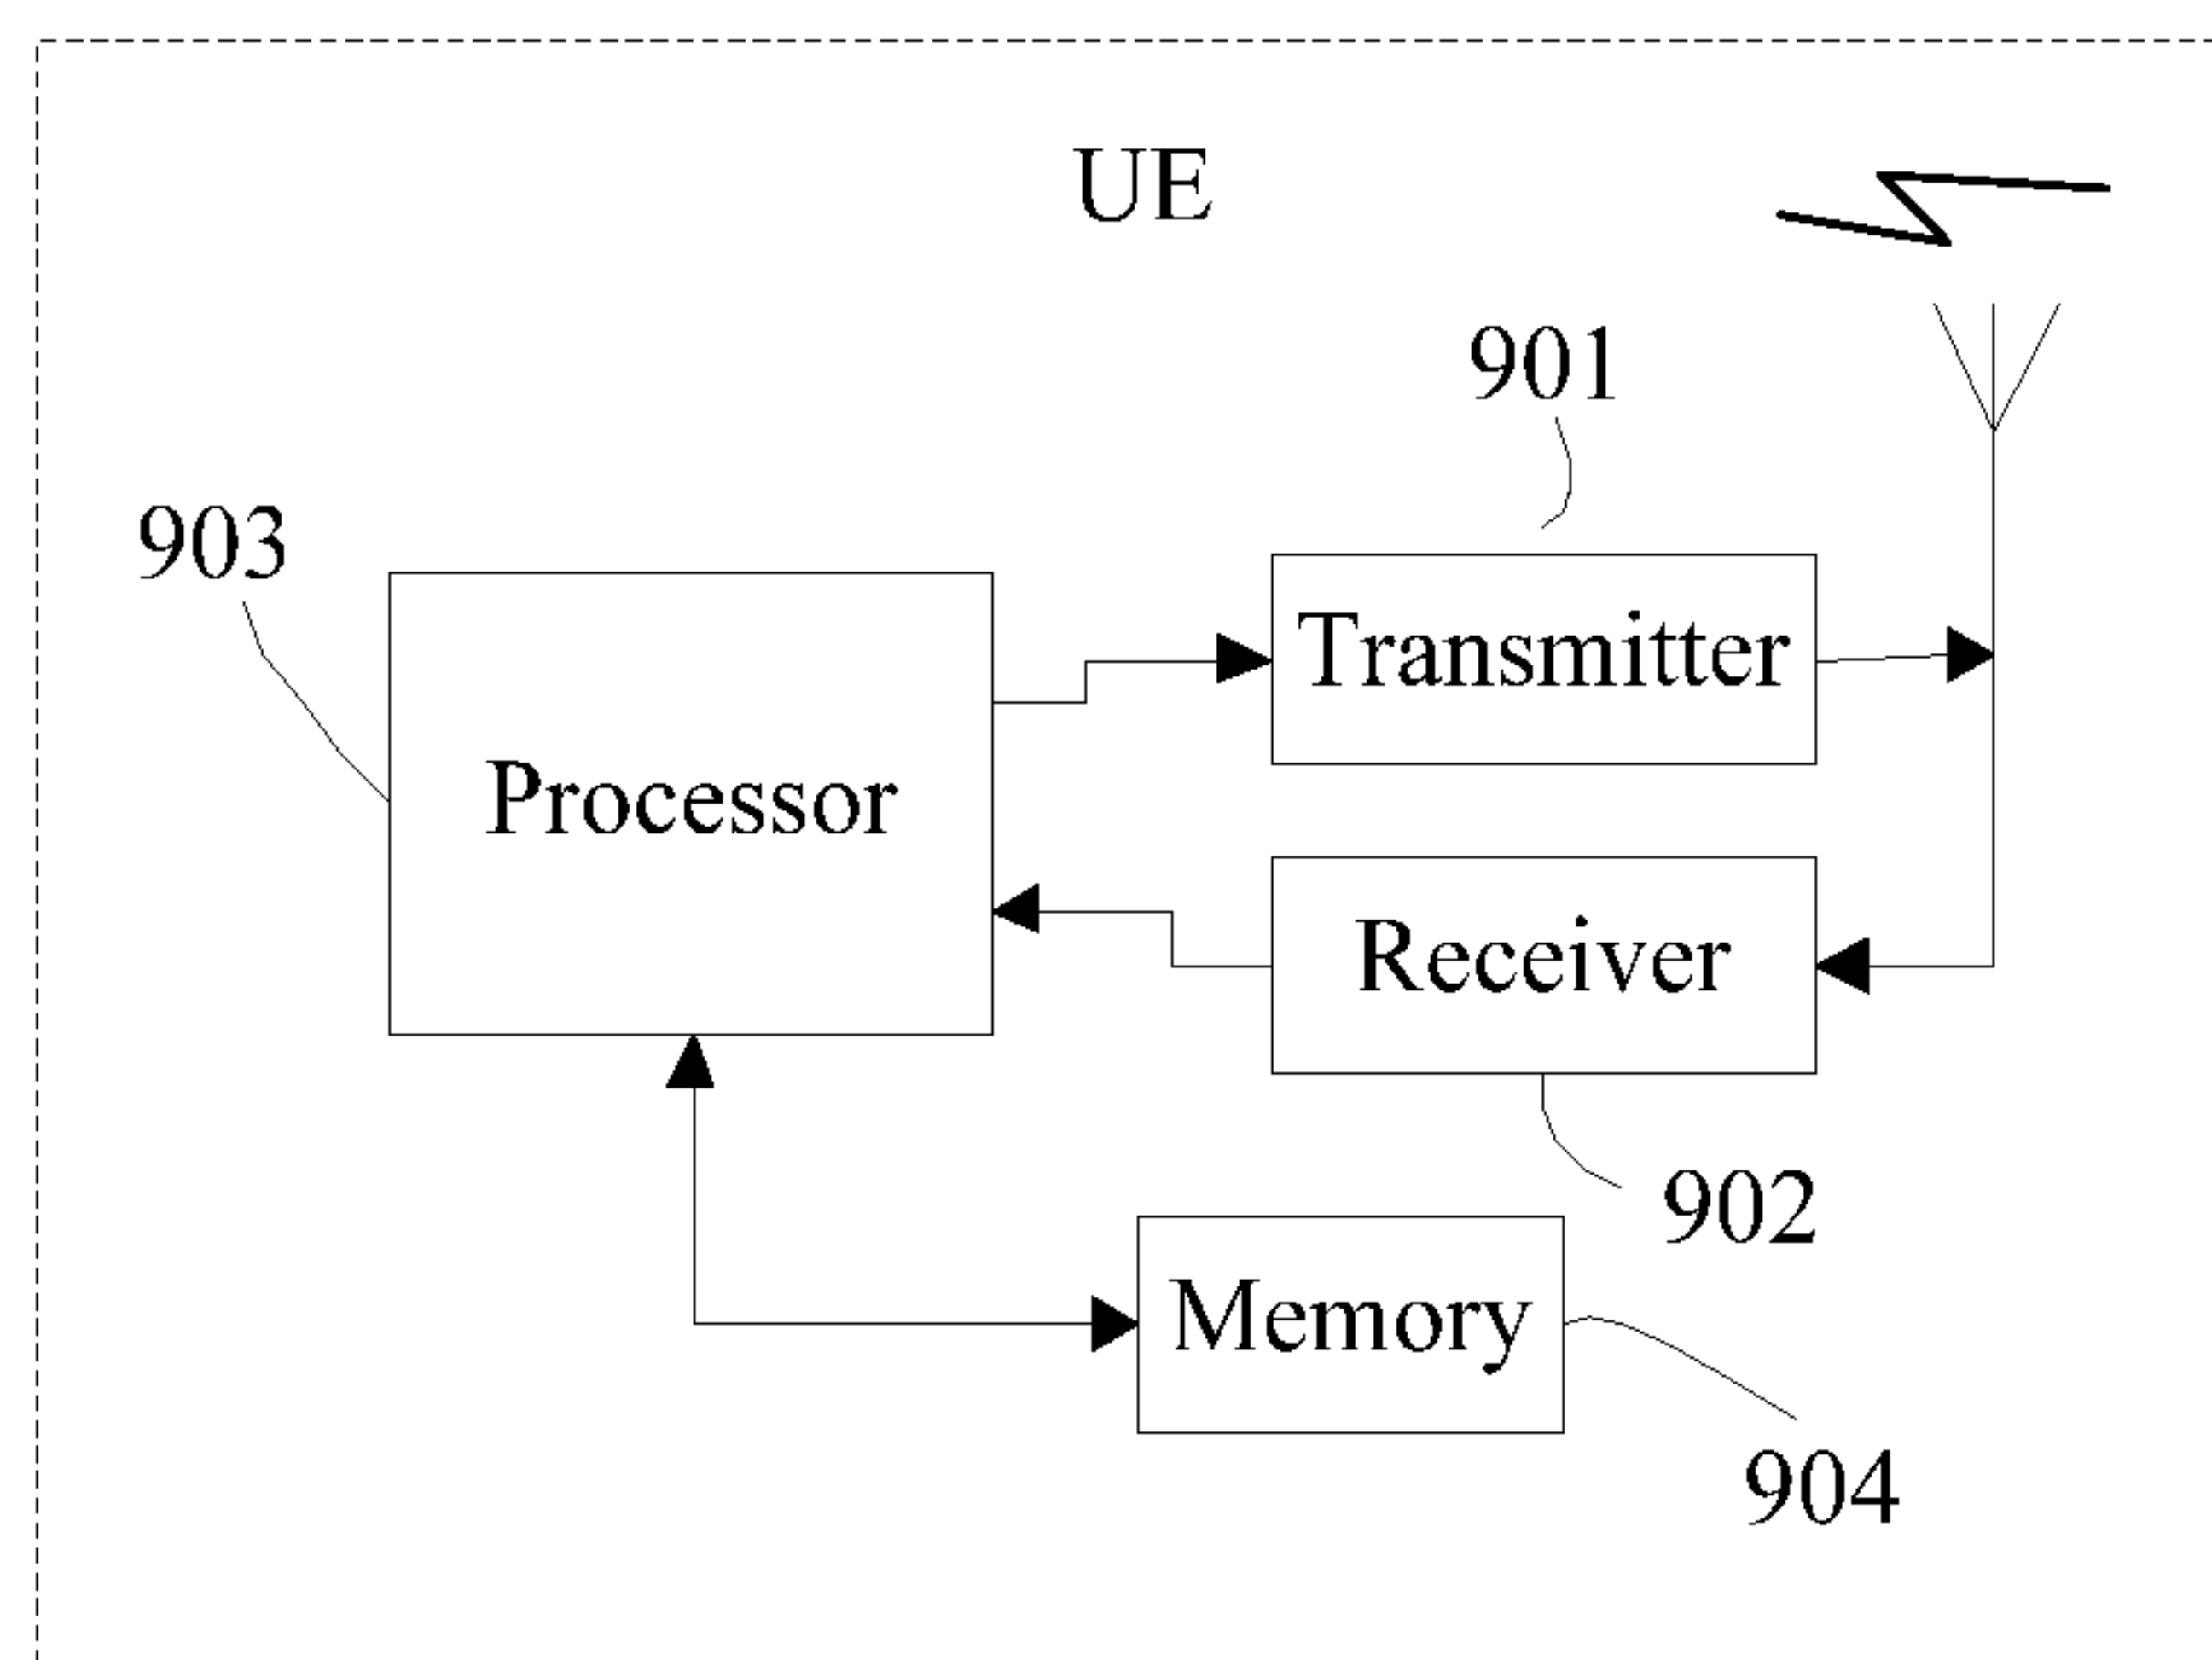 UE
901
903
Transmitter
Processor
Receiver
902
Memory
904